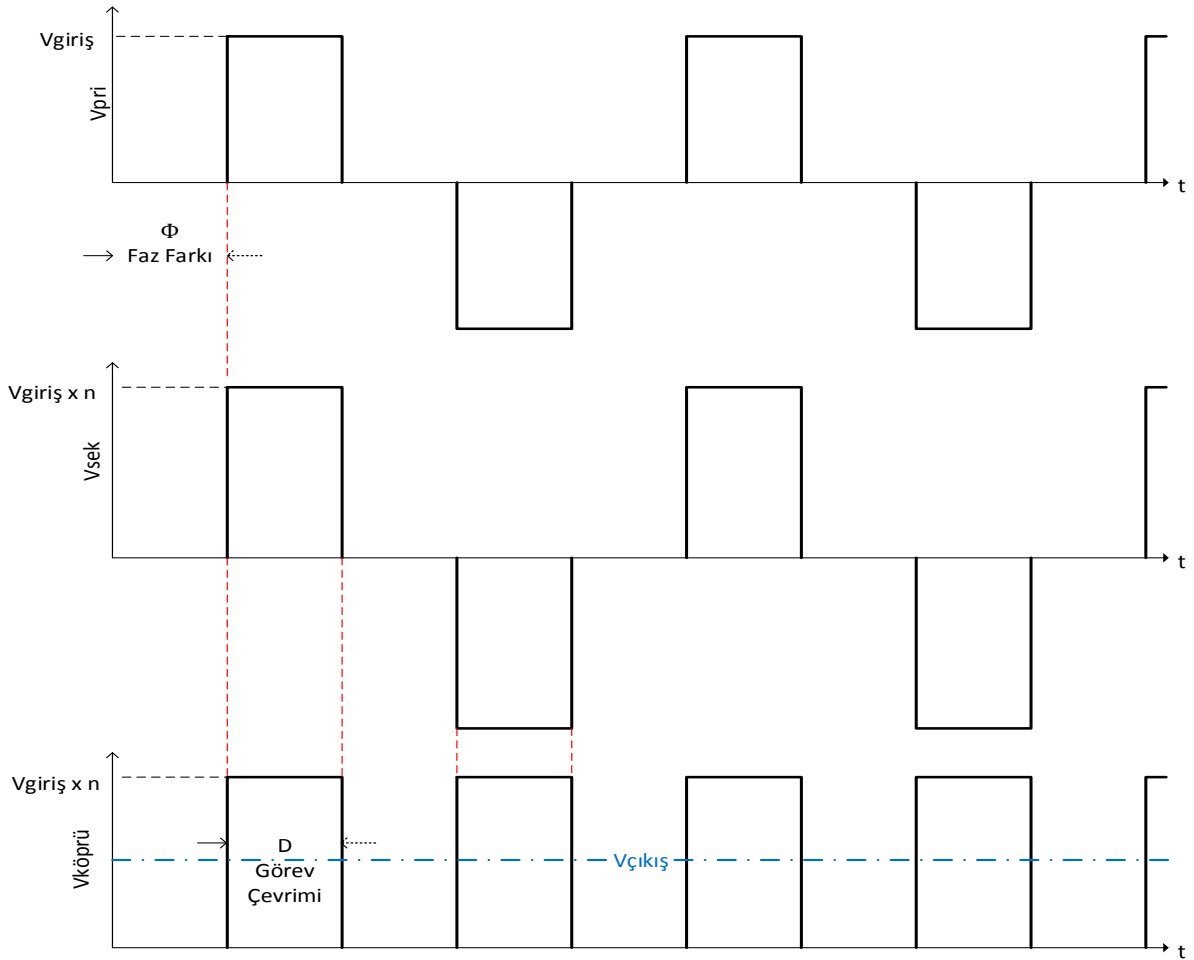 Vgiriş
Vpri
t
Φ
Faz Farkı
Vgiriş x n
Vsek
t
Vgiriş x n
Vköprü
D
Görev
Çevrimi
Vçıkış
t